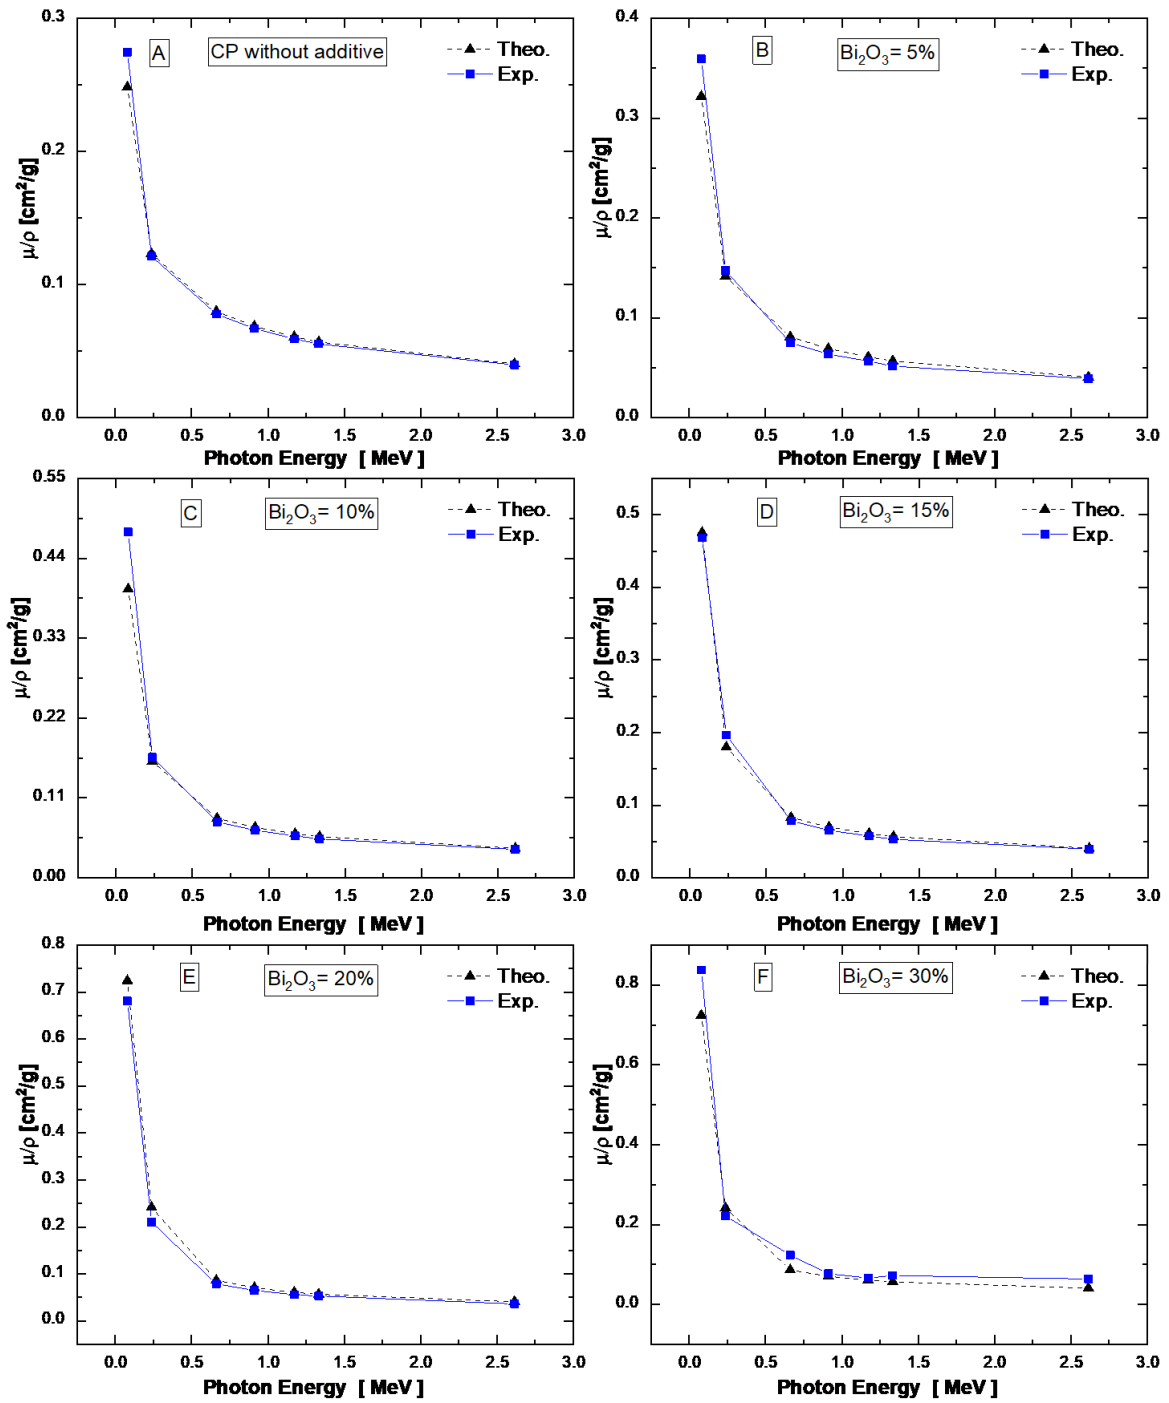 A
CP without additive
Theo.
Exp.
0.3
0.2
0.1
0.0
μ/ρ [cm²/g]
0.0 0.5 1.0 1.5 2.0 2.5 3.0
Photon Energy [ MeV ]
B
Bi₂O₃= 5%
Theo.
Exp.
0.4
0.3
0.2
0.1
0.0
μ/ρ [cm²/g]
0.0 0.5 1.0 1.5 2.0 2.5 3.0
Photon Energy [ MeV ]
C
Bi₂O₃= 10%
Theo.
Exp.
0.55
0.44
0.33
0.22
0.11
0.00
μ/ρ [cm²/g]
0.0 0.5 1.0 1.5 2.0 2.5 3.0
Photon Energy [ MeV ]
D
Bi₂O₃= 15%
Theo.
Exp.
0.5
0.4
0.3
0.2
0.1
0.0
μ/ρ [cm²/g]
0.0 0.5 1.0 1.5 2.0 2.5 3.0
Photon Energy [ MeV ]
E
Bi₂O₃= 20%
Theo.
Exp.
0.8
0.7
0.6
0.5
0.4
0.3
0.2
0.1
0.0
μ/ρ [cm²/g]
0.0 0.5 1.0 1.5 2.0 2.5 3.0
Photon Energy [ MeV ]
F
Bi₂O₃= 30%
Theo.
Exp.
0.8
0.6
0.4
0.2
0.0
μ/ρ [cm²/g]
0.0 0.5 1.0 1.5 2.0 2.5 3.0
Photon Energy [ MeV ]